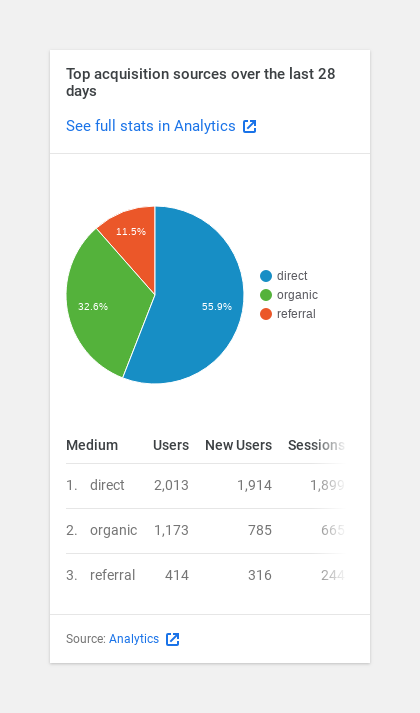 Top acquisition sources over the last 28
days
See full stats in Analytics
11.5%
32.6%
55.9%
direct
organic
referral
Medium Users New Users Sessions
1. direct 2,013 1,914 1,899
2. organic 1,173 785 665
3. referral 414 316 244
Source: Analytics